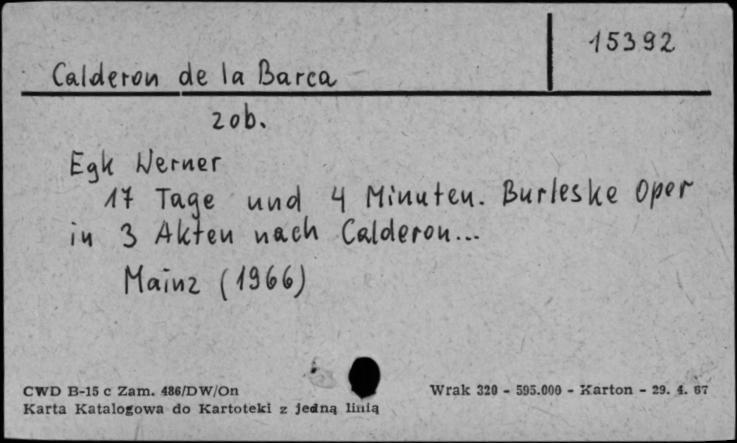 15392
Calderon de la Barca
zob.
Egk Werner
17 Tage und 4 Minuten. Burleske Oper
in 3 Akten nach Calderon...
Mainz (1966)
CWD B-15 c Zam. 486/DW/On
Karta Katalogowa do Kartoteki z jedną linią
Wrak 320 - 595.000 - Karton - 29. 4. 67